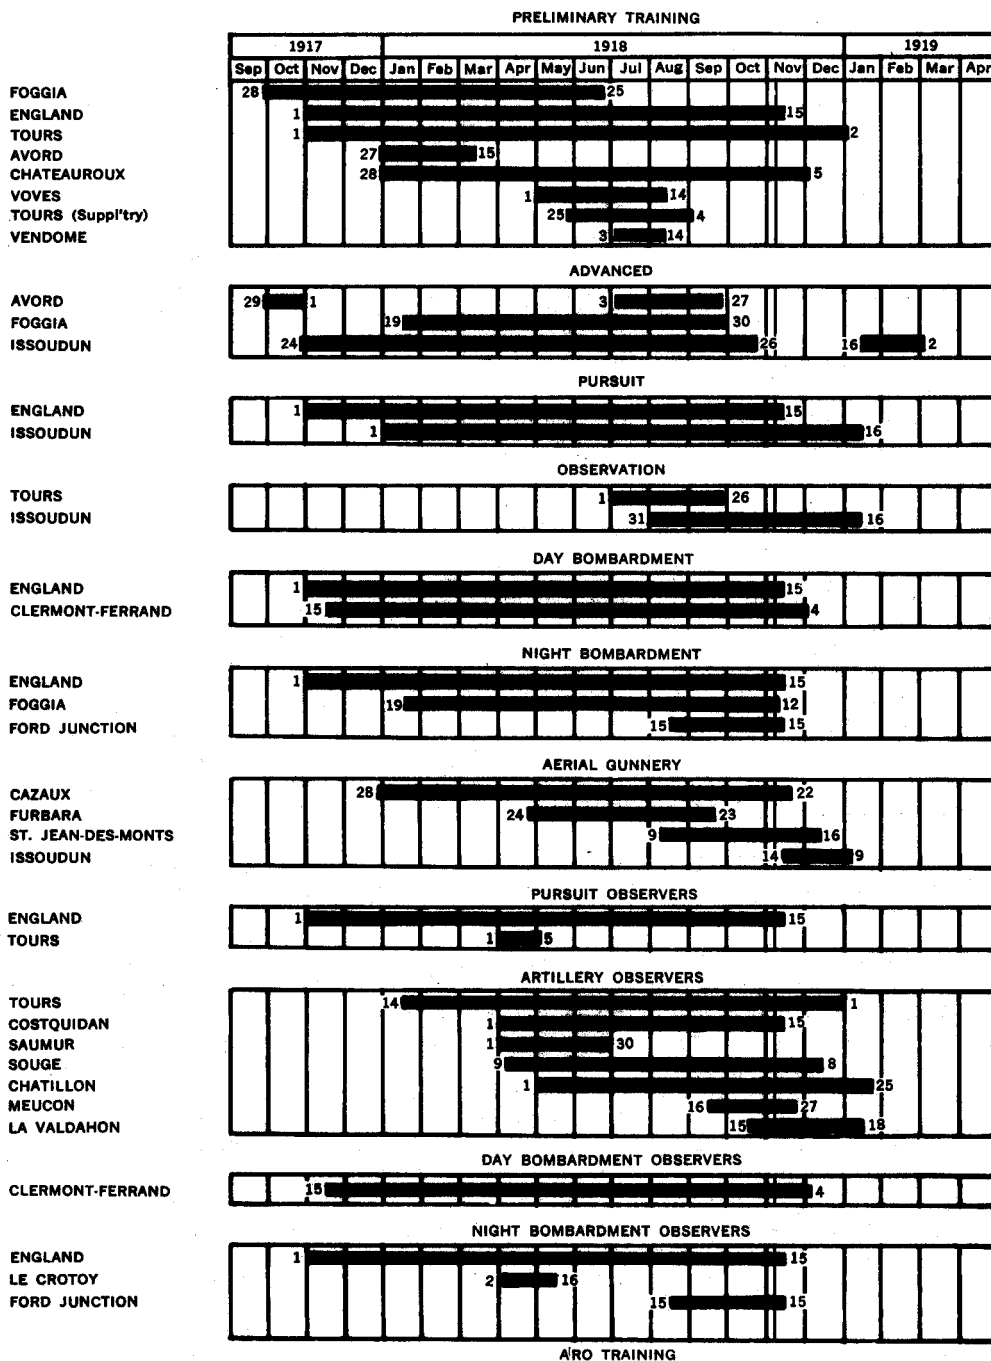 PRELIMINARY TRAINING
1917 1918 1919
Sep Oct Nov Dec Jan Feb Mar Apr May Jun Jul Aug Sep Oct Nov Dec Jan Feb Mar Apr
FOGGIA 28 25
ENGLAND 1 15
TOURS 1 2
AVORD 27 15
CHATEAUROUX 28 5
VOVES 1 14
TOURS (Suppl'try) 25 4
VENDOME 3 14
ADVANCED
AVORD 29 1 3 27
FOGGIA 19 30
ISSOUDUN 24 26 16 2
PURSUIT
ENGLAND 1 15
ISSOUDUN 1 16
OBSERVATION
TOURS 1 26
ISSOUDUN 31 16
DAY BOMBARDMENT
ENGLAND 1 15
CLERMONT-FERRAND 15 4
NIGHT BOMBARDMENT
ENGLAND 1 15
FOGGIA 19 12
FORD JUNCTION 15 15
AERIAL GUNNERY
CAZAUX 28 22
FURBARA 24 23
ST. JEAN-DES-MONTS 9 16
ISSOUDUN 14 9
PURSUIT OBSERVERS
ENGLAND 1 15
TOURS 1 5
ARTILLERY OBSERVERS
TOURS 14 1
COSTQUIDAN 1 15
SAUMUR 1 30
SOUGE 9 8
CHATILLON 1 25
MEUCON 16 27
LA VALDAHON 15 18
DAY BOMBARDMENT OBSERVERS
CLERMONT-FERRAND 15 4
NIGHT BOMBARDMENT OBSERVERS
ENGLAND 1 15
LE CROTOY 2 16
FORD JUNCTION 15 15
A/RO TRAINING